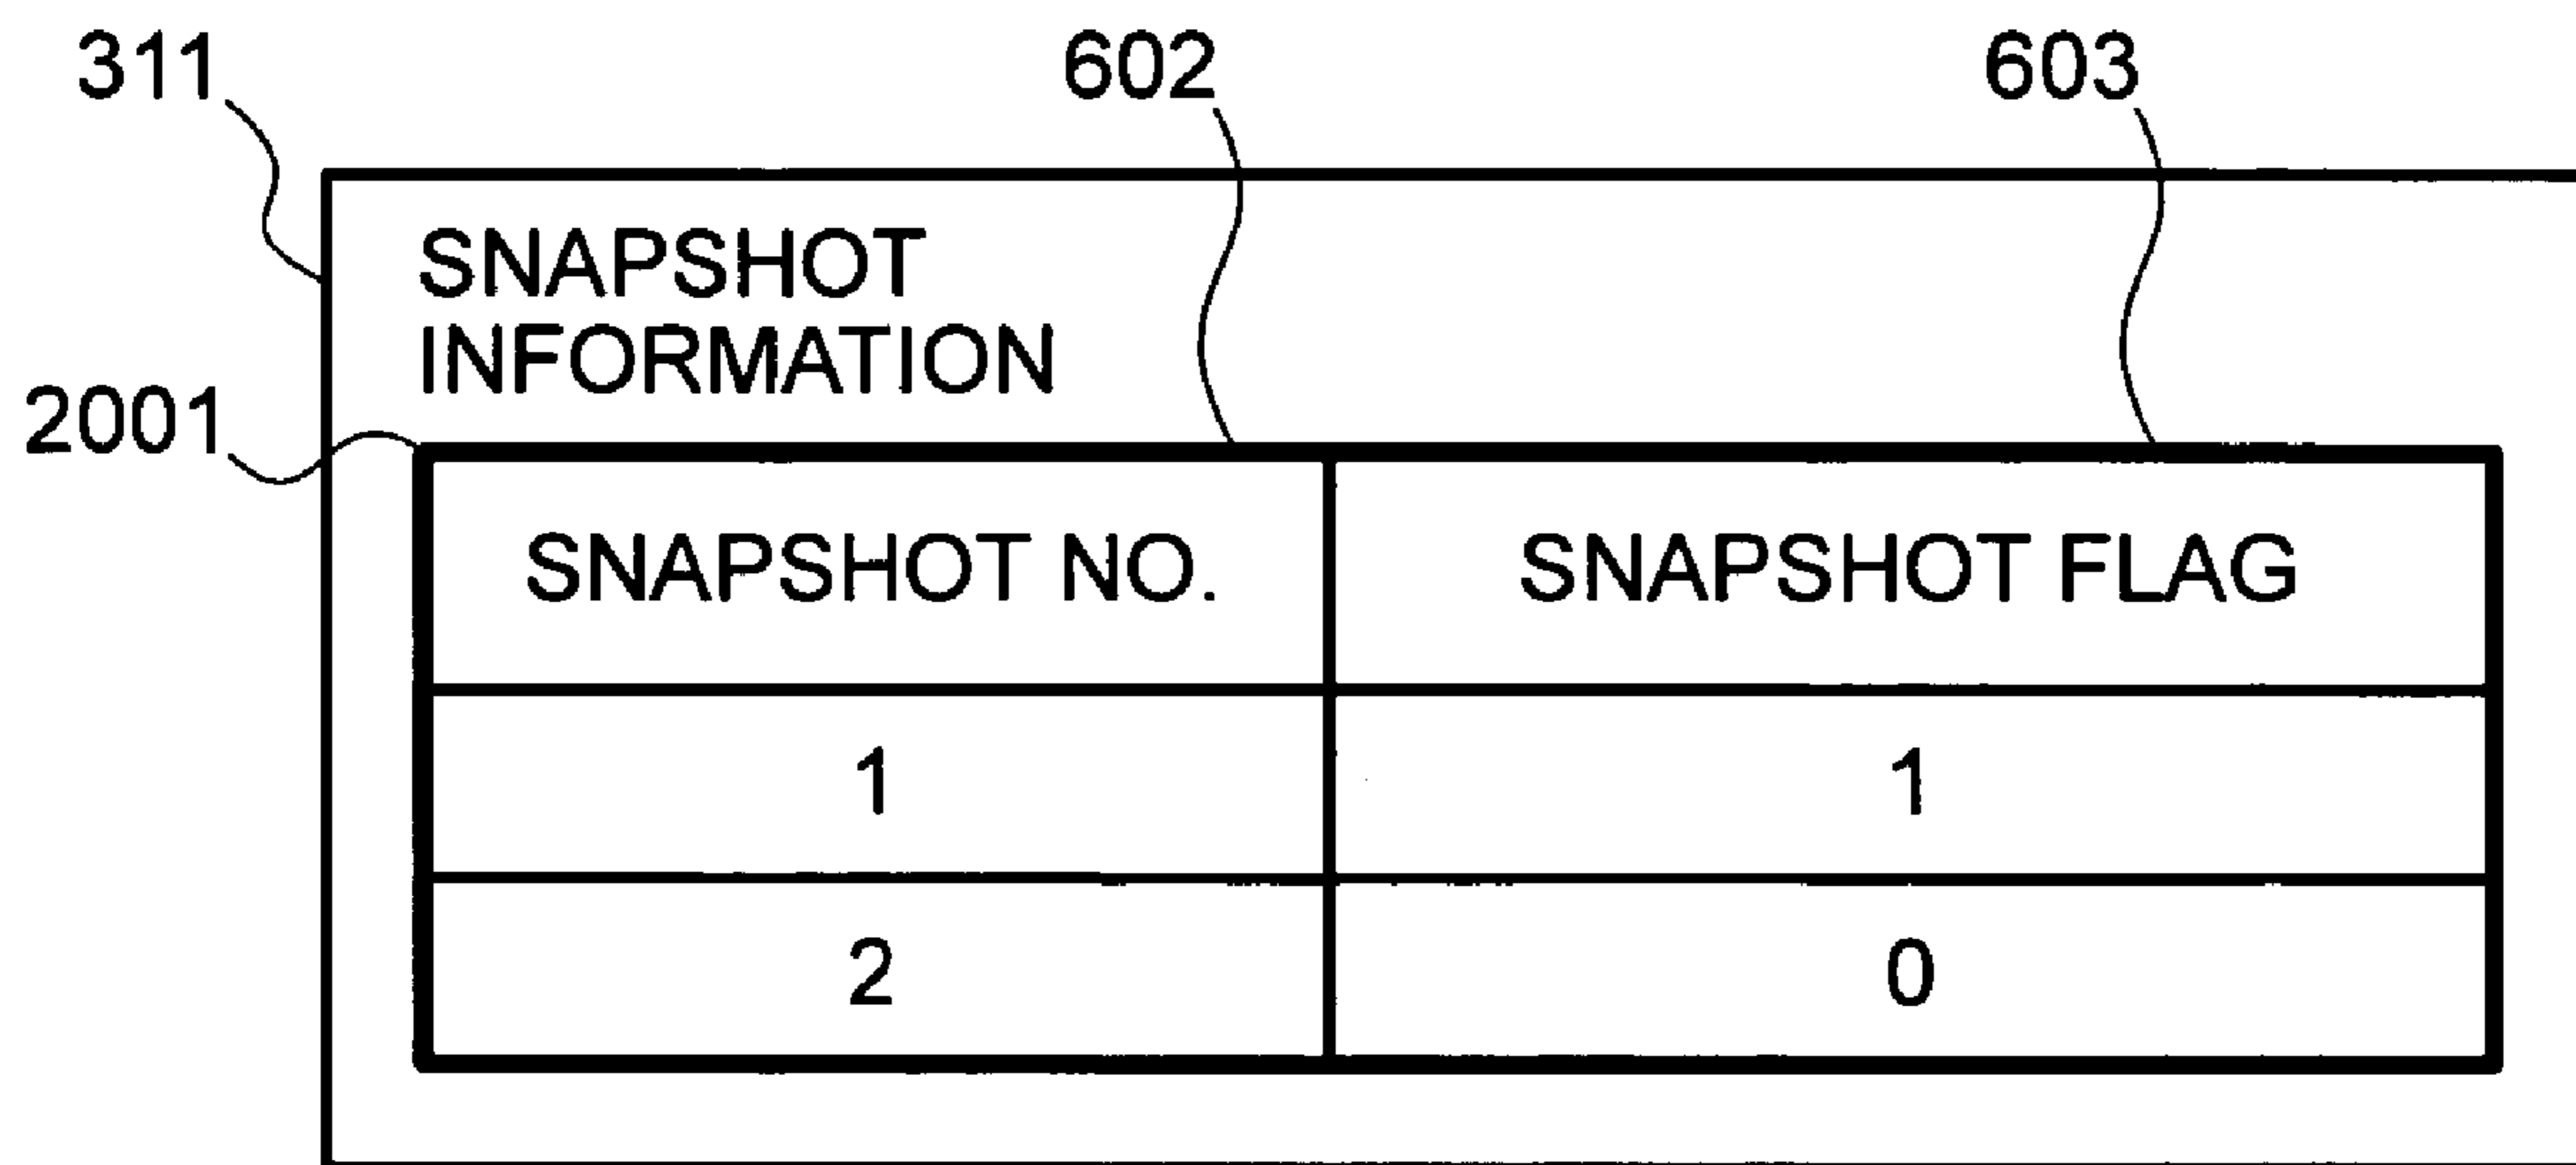 311 602 603
SNAPSHOT
INFORMATION
2001
SNAPSHOT NO. SNAPSHOT FLAG
1 1
2 0